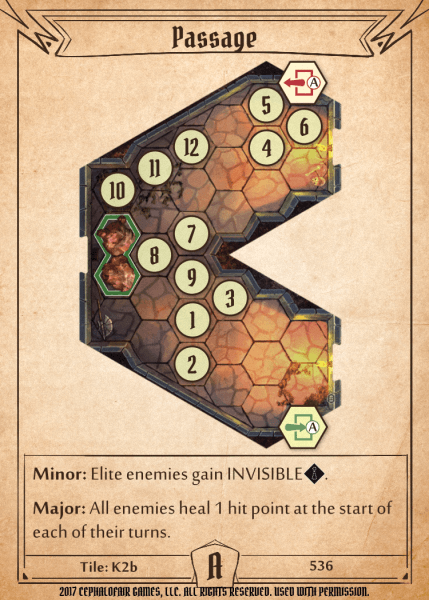 Passage
A
5
6
12
4
11
10
7
8
9
3
1
2
A
Minor: Elite enemies gain INVISIBLE.
Major: All enemies heal 1 hit point at the start of
each of their turns.
Tile: K2b A 536
2017 CEPHALOFAIR GAMES, LLC. ALL RIGHTS RESERVED. USED WITH PERMISSION.